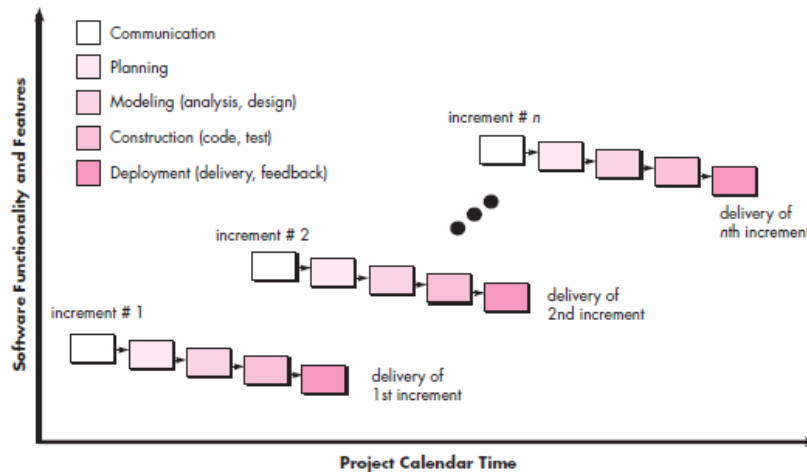 Software Functionality and Features
Communication
Planning
Modeling (analysis, design)
Construction (code, test)
Deployment (delivery, feedback)
increment # n
delivery of
nth increment
increment # 2
delivery of
2nd increment
increment # 1
delivery of
1st increment
Project Calendar Time